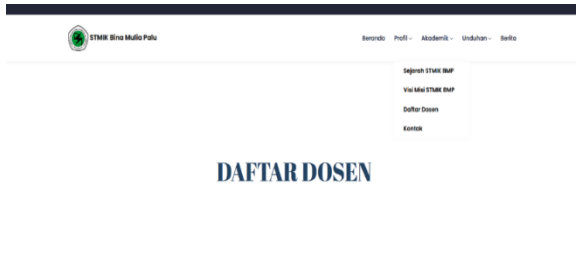 STMIK Bina Mulia Palu
Beranda Profil Akademik Unduhan Berita
Sejarah STMIK BMP
Visi Misi STMIK BMP
Daftar Dosen
Kontak
DAFTAR DOSEN